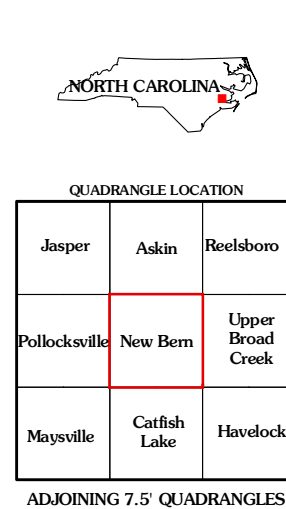 NORTH CAROLINA
QUADRANGLE LOCATION
Jasper
Askin
Reelsboro
Pollocksville
New Bern
Upper
Broad
Creek
Maysville
Catfish
Lake
Havelock
ADJOINING 7.5' QUADRANGLES